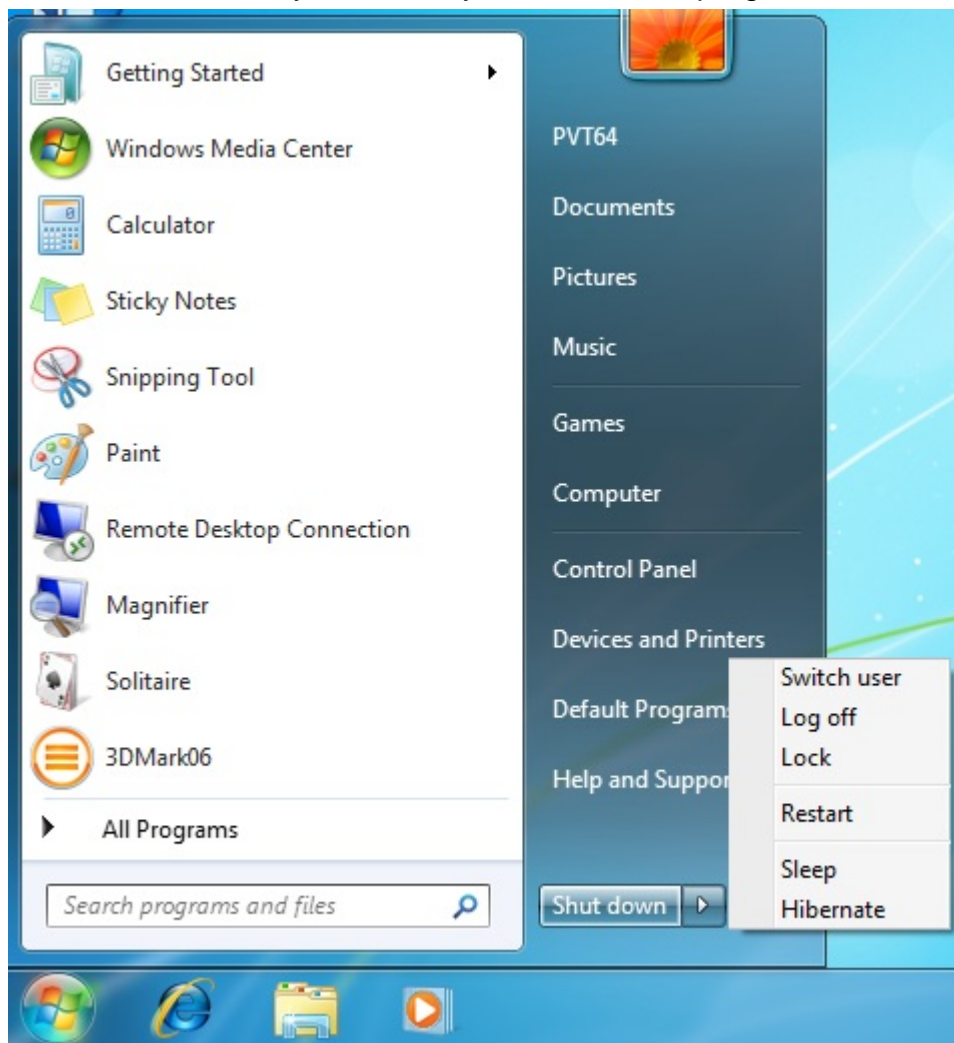 Getting Started
Windows Media Center
Calculator
Sticky Notes
Snipping Tool
Paint
Remote Desktop Connection
Magnifier
Solitaire
3DMark06
All Programs
Search programs and files
PVT64
Documents
Pictures
Music
Games
Computer
Control Panel
Devices and Printers
Default Program
Help and Suppor
Shut down
Switch user
Log off
Lock
Restart
Sleep
Hibernate